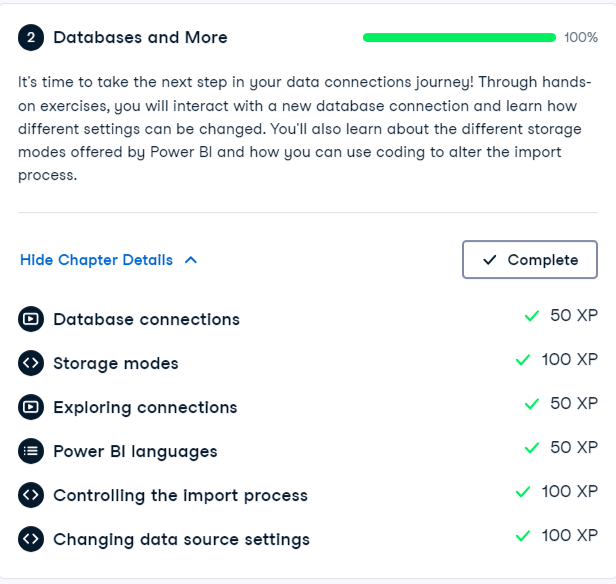 2 Databases and More 100%
It's time to take the next step in your data connections journey! Through hands-
on exercises, you will interact with a new database connection and learn how
different settings can be changed. You'll also learn about the different storage
modes offered by Power BI and how you can use coding to alter the import
process.
Hide Chapter Details Complete
Database connections 50 XP
Storage modes 100 XP
Exploring connections 50 XP
Power BI languages 50 XP
Controlling the import process 100 XP
Changing data source settings 100 XP